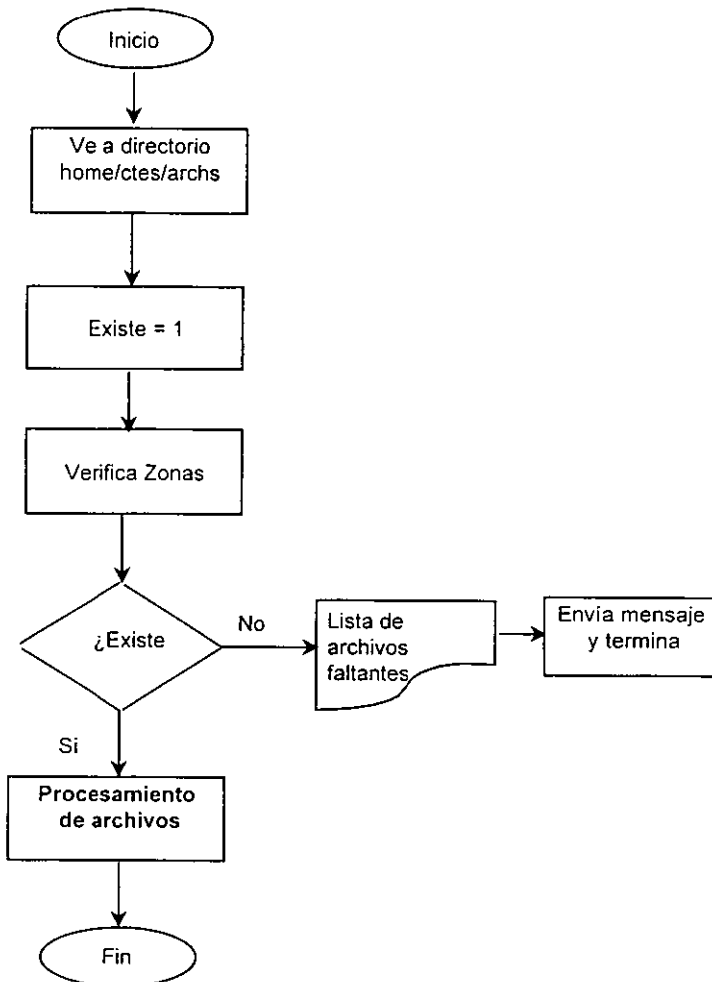 Inicio
Ve a directorio
home/ctes/archs
Existe = 1
Verifica Zonas
¿Existe
No
Lista de
archivos
faltantes
Envía mensaje
y termina
Si
Procesamiento
de archivos
Fin